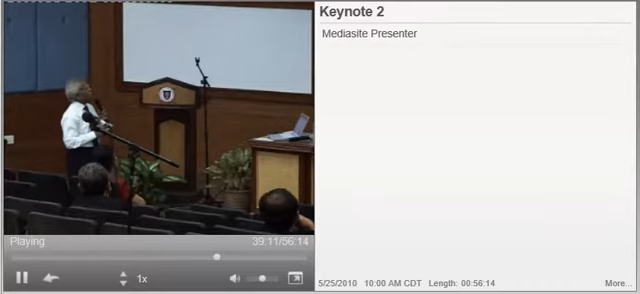 Keynote 2
Mediasite Presenter
Playing
39:11/56:14
1x
5/25/2010 10:00 AM CDT Length: 00:56:14
More...